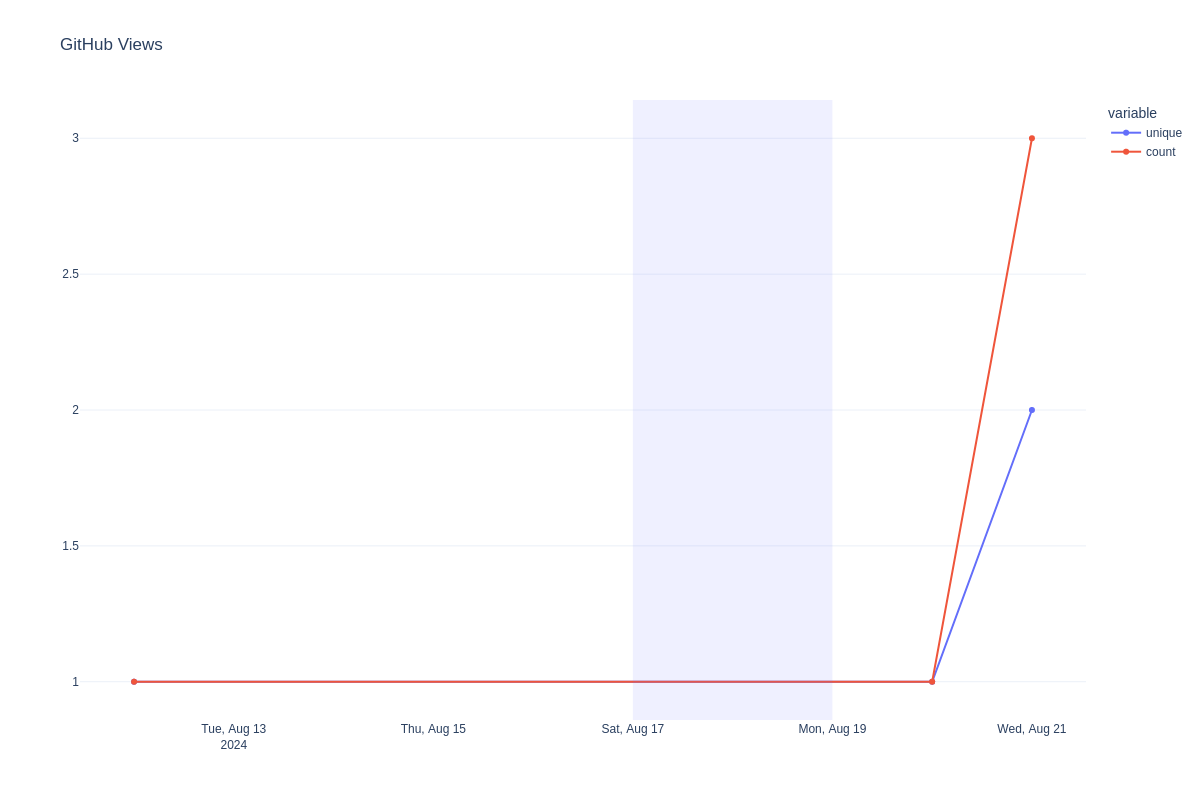 GitHub Views
variable
unique
count
3
2.5
2
1.5
1
Tue, Aug 13
2024
Thu, Aug 15
Sat, Aug 17
Mon, Aug 19
Wed, Aug 21